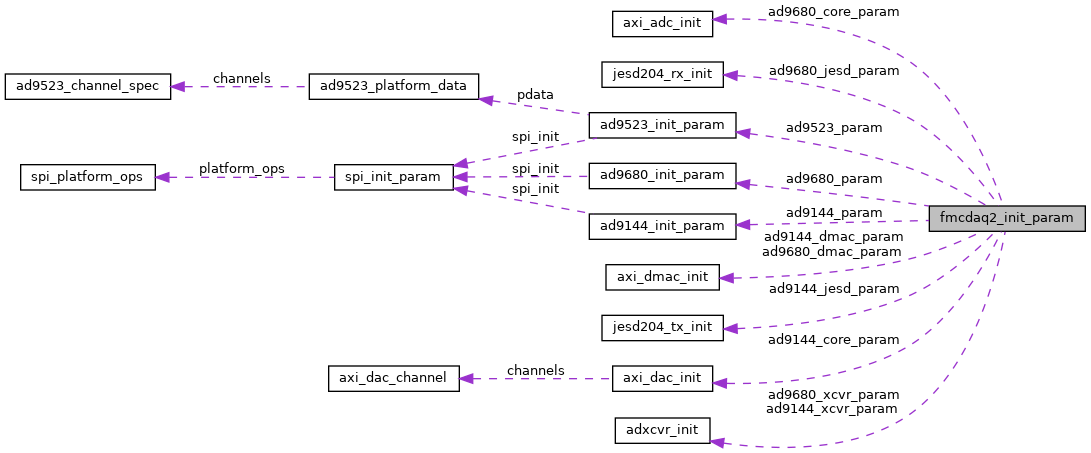 ad9680_core_param
axi_adc_init
ad9680_jesd_param
jesd204_rx_init
channels
ad9523_channel_spec
ad9523_platform_data
pdata
ad9523_init_param
ad9523_param
spi_init
platform_ops
spi_init
ad9680_init_param
ad9680_param
spi_platform_ops
spi_init_param
spi_init
ad9144_init_param
ad9144_param
fmcdaq2_init_param
ad9144_dmac_param
ad9680_dmac_param
axi_dmac_init
ad9144_jesd_param
jesd204_tx_init
ad9144_core_param
channels
axi_dac_channel
axi_dac_init
ad9680_xcvr_param
ad9144_xcvr_param
adxcvr_init